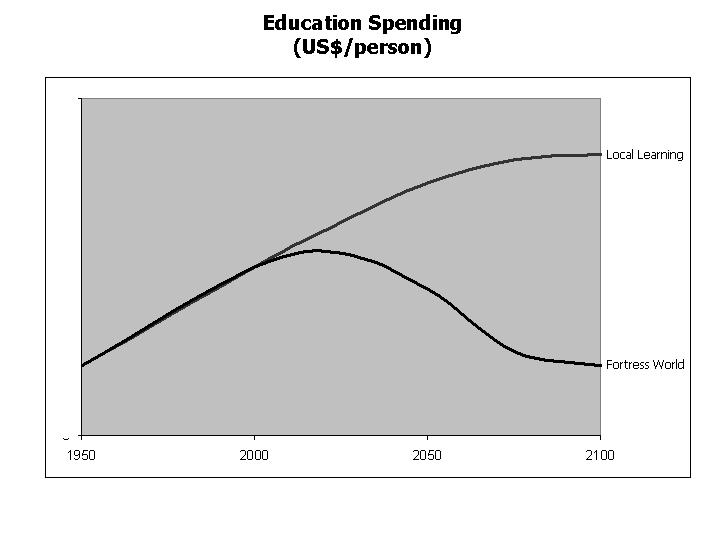 Education Spending
(US$/person)
Local Learning
Fortress World
1950 2000 2050 2100